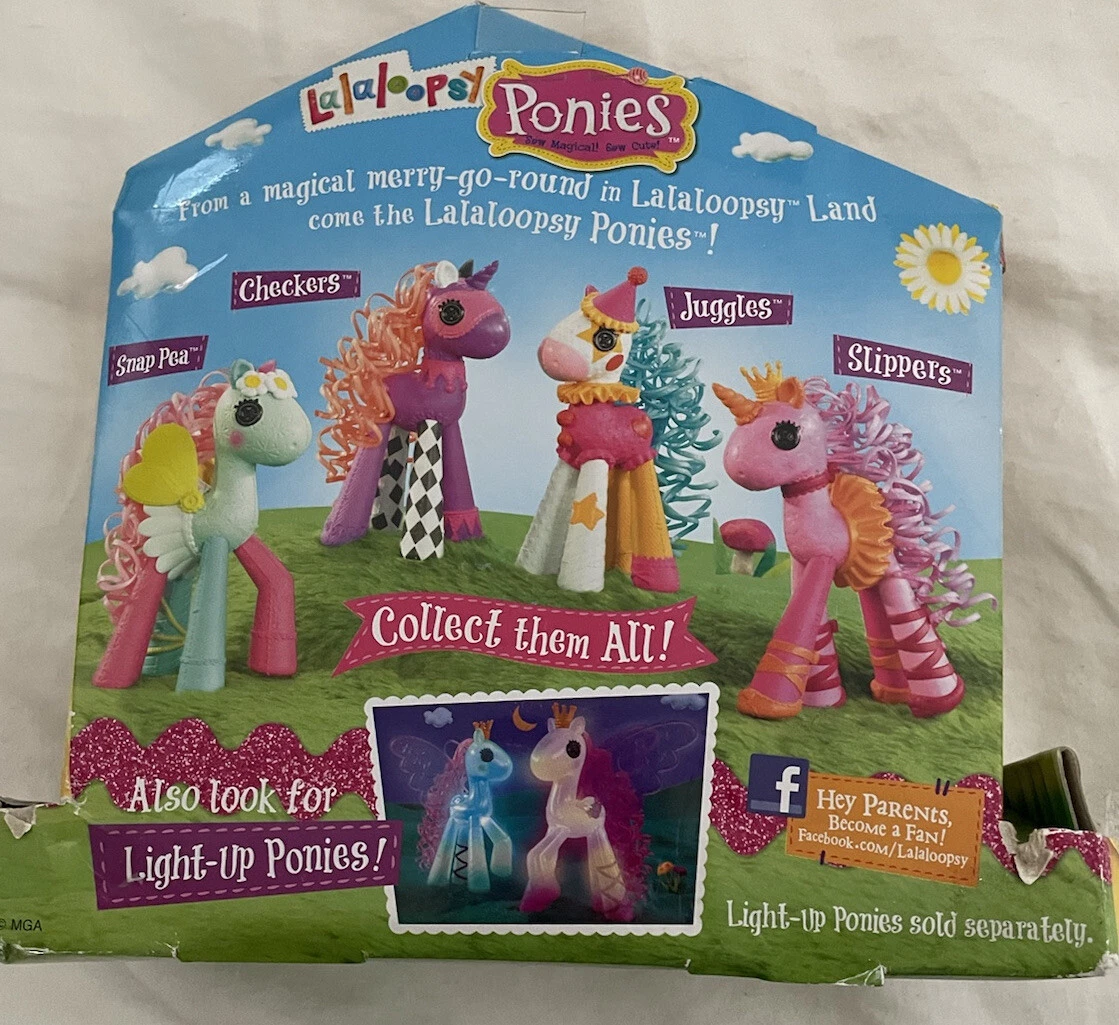 Lalaloopsy
Ponies™
Sew Magical! Sew Cute!
From a magical merry-go-round in Lalaloopsy™ Land
come the Lalaloopsy Ponies™!
Checkers™
Juggles™
Snap Pea™
Slippers™
Collect them All!
Also look for
Light-Up Ponies!
f
Hey Parents,
Become a Fan!
Facebook.com/Lalaloopsy
Light-up Ponies sold separately.
© MGA